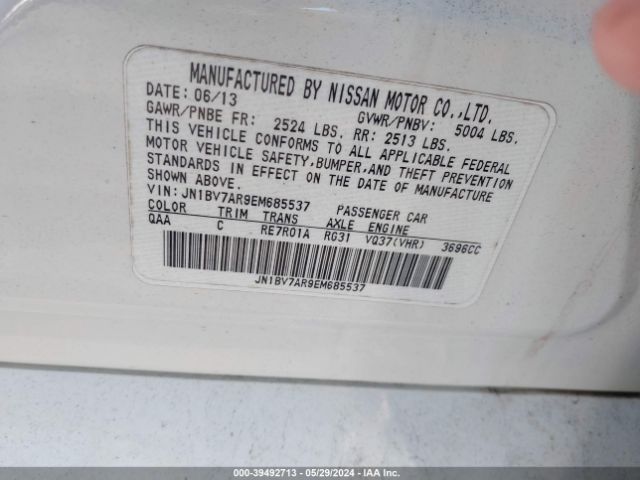 MANUFACTURED BY NISSAN MOTOR CO.,LTD.
DATE: 06/13 GVWR/PNBV: 5004 LBS.
GAWR/PNBE FR: 2524 LBS. RR: 2513 LBS.
THIS VEHICLE CONFORMS TO ALL APPLICABLE FEDERAL
MOTOR VEHICLE SAFETY,BUMPER,AND THEFT PREVENTION
STANDARDS IN EFFECT ON THE DATE OF MANUFACTURE
SHOWN ABOVE.
VIN: JN1BV7AR9EM685537 PASSENGER CAR
COLOR TRIM TRANS AXLE ENGINE
QAA C RE7R01A RG31 VQ37(VHR) 3696CC
JN1BV7AR9EM685537
000-39492713 - 05/29/2024 - IAA Inc.